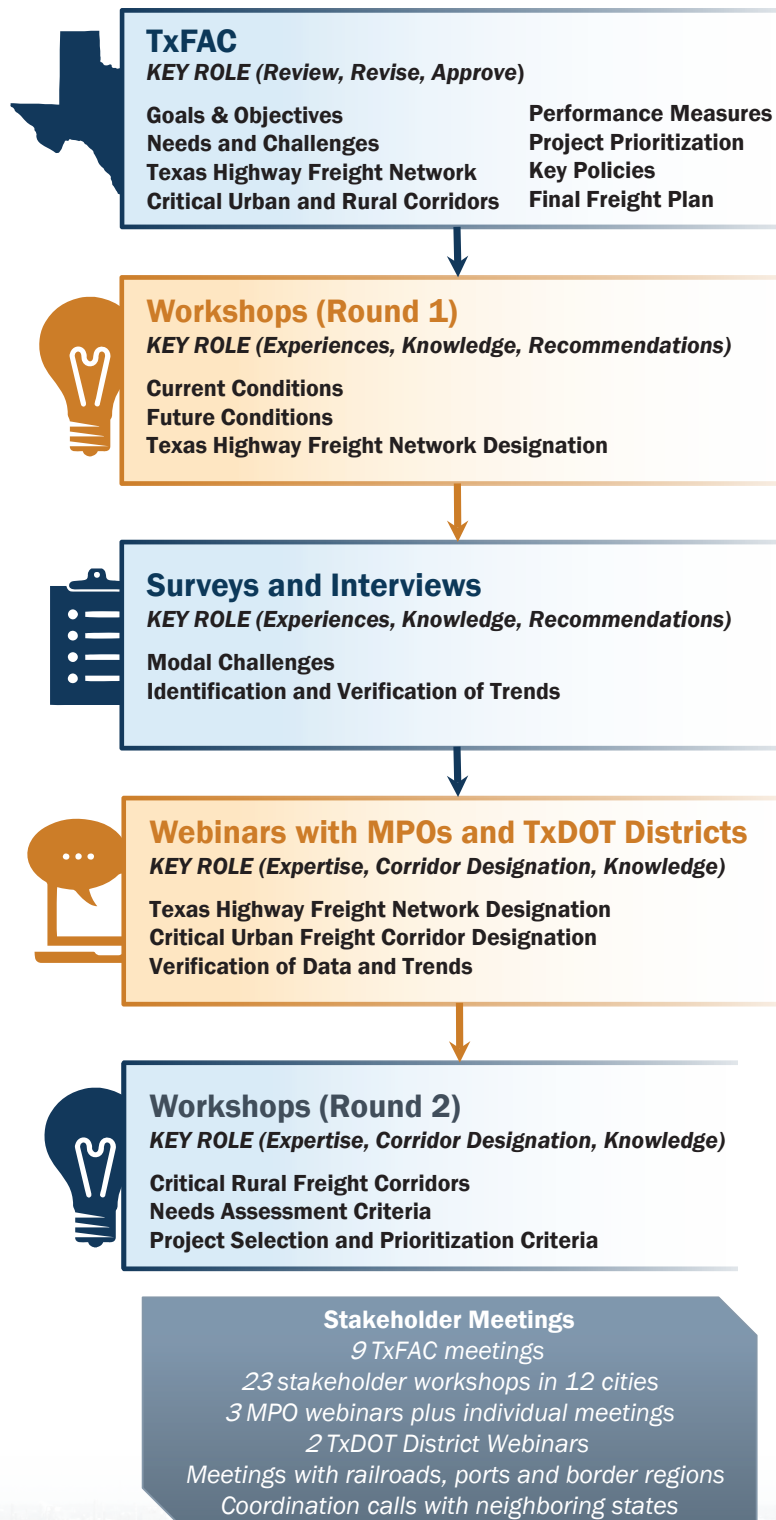 TxFAC
KEY ROLE (Review, Revise, Approve)
Goals & Objectives
Needs and Challenges
Texas Highway Freight Network
Critical Urban and Rural Corridors
Performance Measures
Project Prioritization
Key Policies
Final Freight Plan
Workshops (Round 1)
KEY ROLE (Experiences, Knowledge, Recommendations)
Current Conditions
Future Conditions
Texas Highway Freight Network Designation
Surveys and Interviews
KEY ROLE (Experiences, Knowledge, Recommendations)
Modal Challenges
Identification and Verification of Trends
Webinars with MPOs and TxDOT Districts
KEY ROLE (Expertise, Corridor Designation, Knowledge)
Texas Highway Freight Network Designation
Critical Urban Freight Corridor Designation
Verification of Data and Trends
Workshops (Round 2)
KEY ROLE (Expertise, Corridor Designation, Knowledge)
Critical Rural Freight Corridors
Needs Assessment Criteria
Project Selection and Prioritization Criteria
Stakeholder Meetings
9 TxFAC meetings
23 stakeholder workshops in 12 cities
3 MPO webinars plus individual meetings
2 TxDOT District Webinars
Meetings with railroads, ports and border regions
Coordination calls with neighboring states